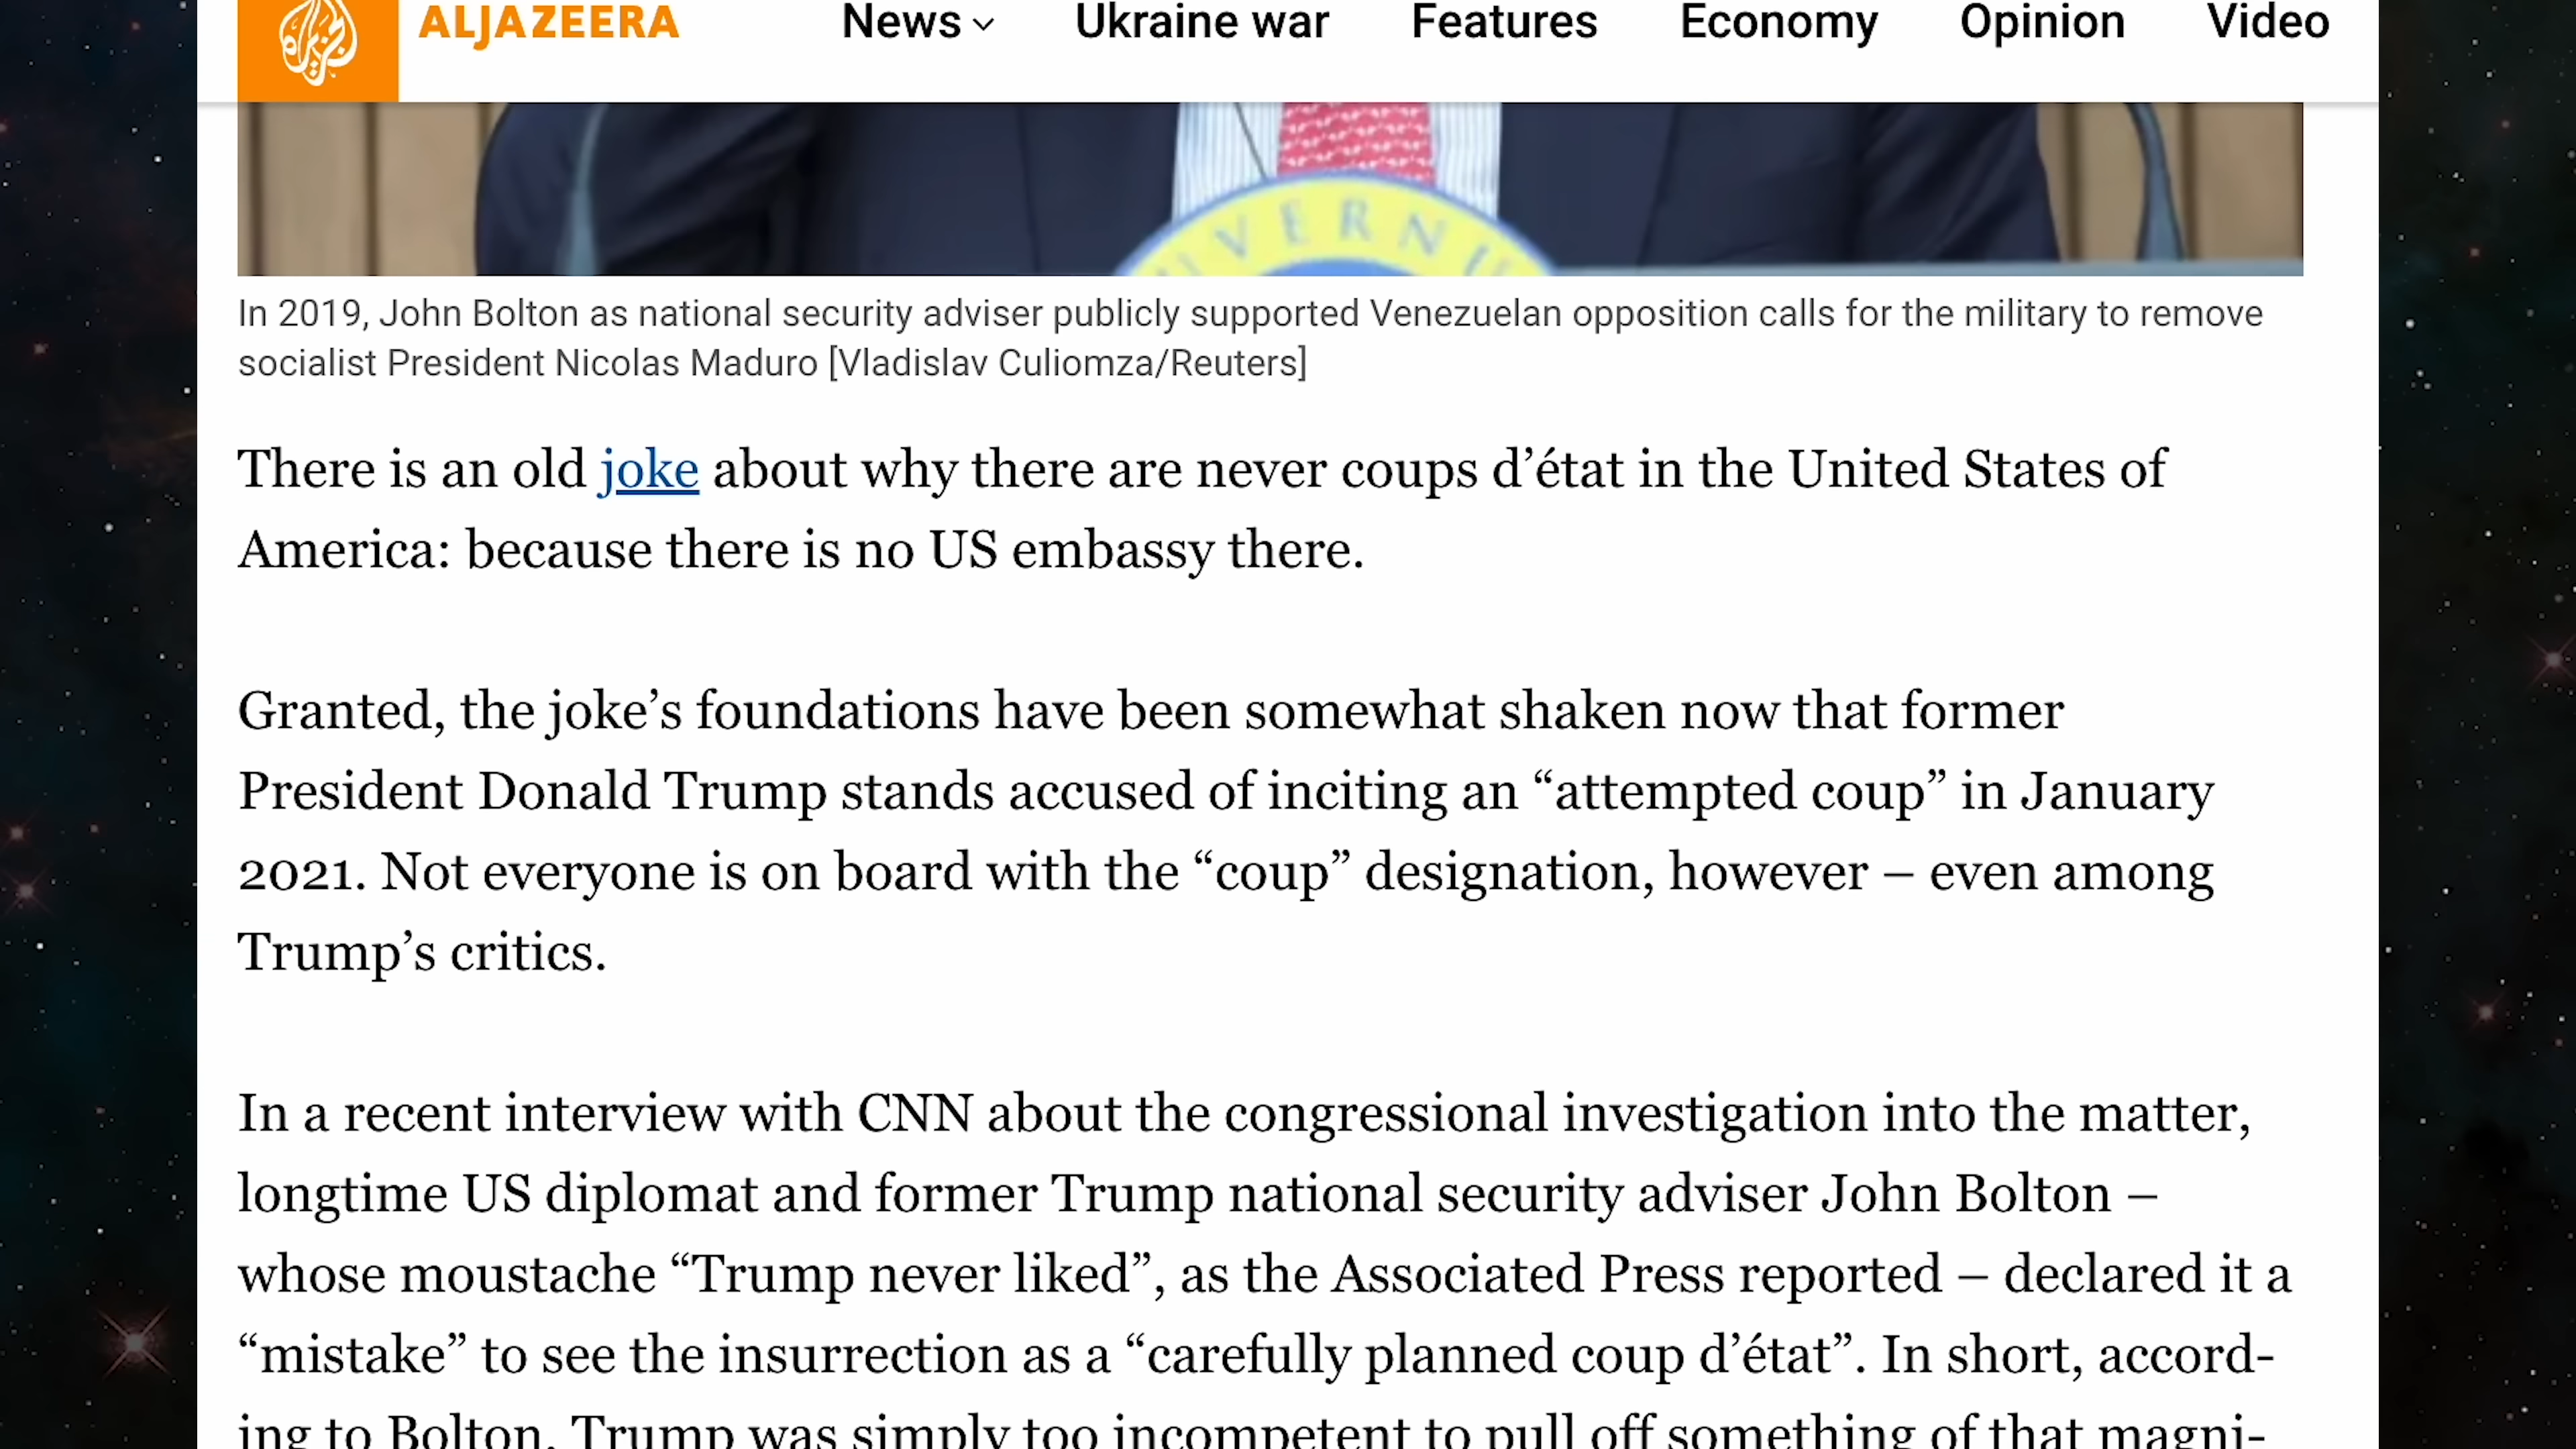 ALJAZEERA
News Ukraine war Features Economy Opinion Video
UVERNU
In 2019, John Bolton as national security adviser publicly supported Venezuelan opposition calls for the military to remove
socialist President Nicolas Maduro [Vladislav Culiomza/Reuters]
There is an old joke about why there are never coups d’état in the United States of
America: because there is no US embassy there.
Granted, the joke’s foundations have been somewhat shaken now that former
President Donald Trump stands accused of inciting an “attempted coup” in January
2021. Not everyone is on board with the “coup” designation, however – even among
Trump’s critics.
In a recent interview with CNN about the congressional investigation into the matter,
longtime US diplomat and former Trump national security adviser John Bolton –
whose moustache “Trump never liked”, as the Associated Press reported – declared it a
“mistake” to see the insurrection as a “carefully planned coup d’état”. In short, accord-
ing to Bolton, Trump was simply too incompetent to pull off something of that magni-